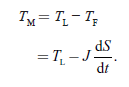 T_M = T_L - T_F
= T_L - J dS/dt.